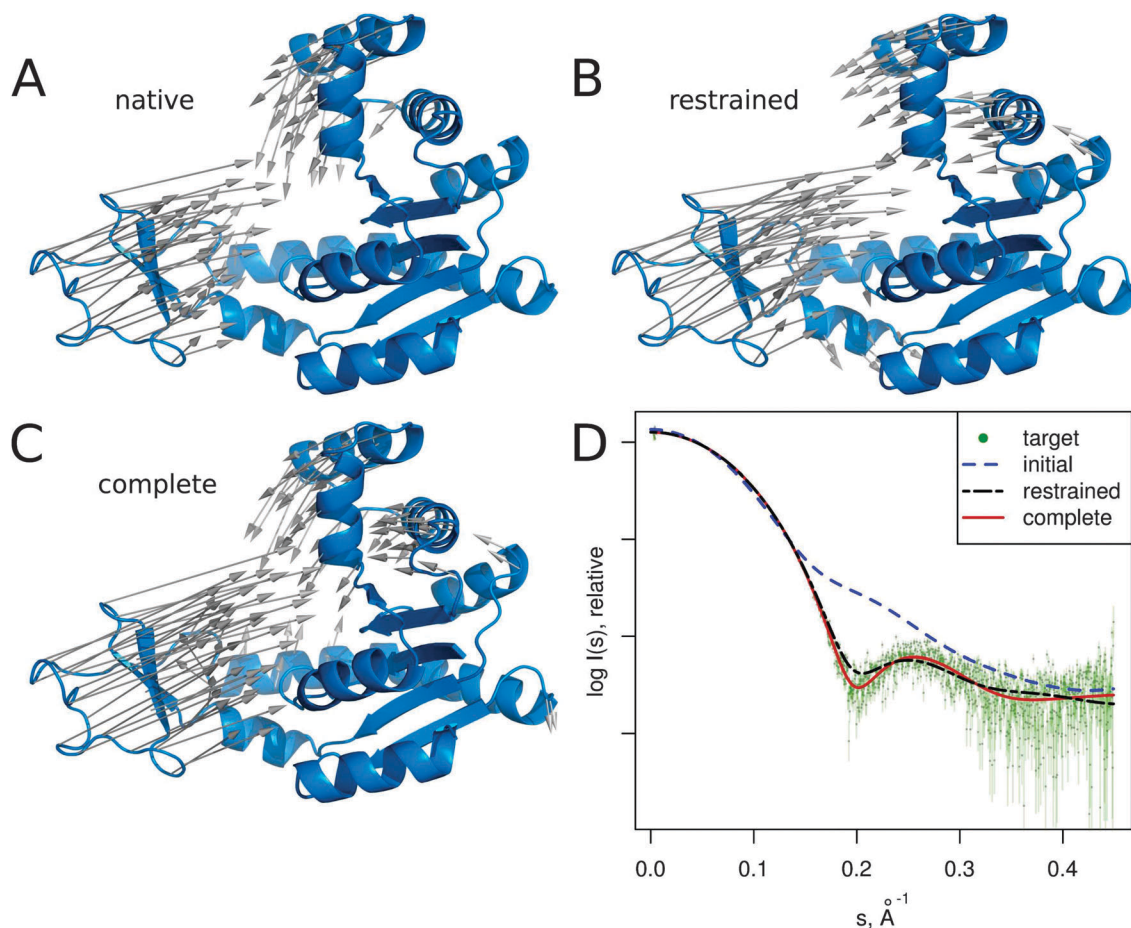 A
native
B
restrained
C
complete
D
target
initial
restrained
complete
log I(s), relative
0.0 0.1 0.2 0.3 0.4
s, Å⁻¹